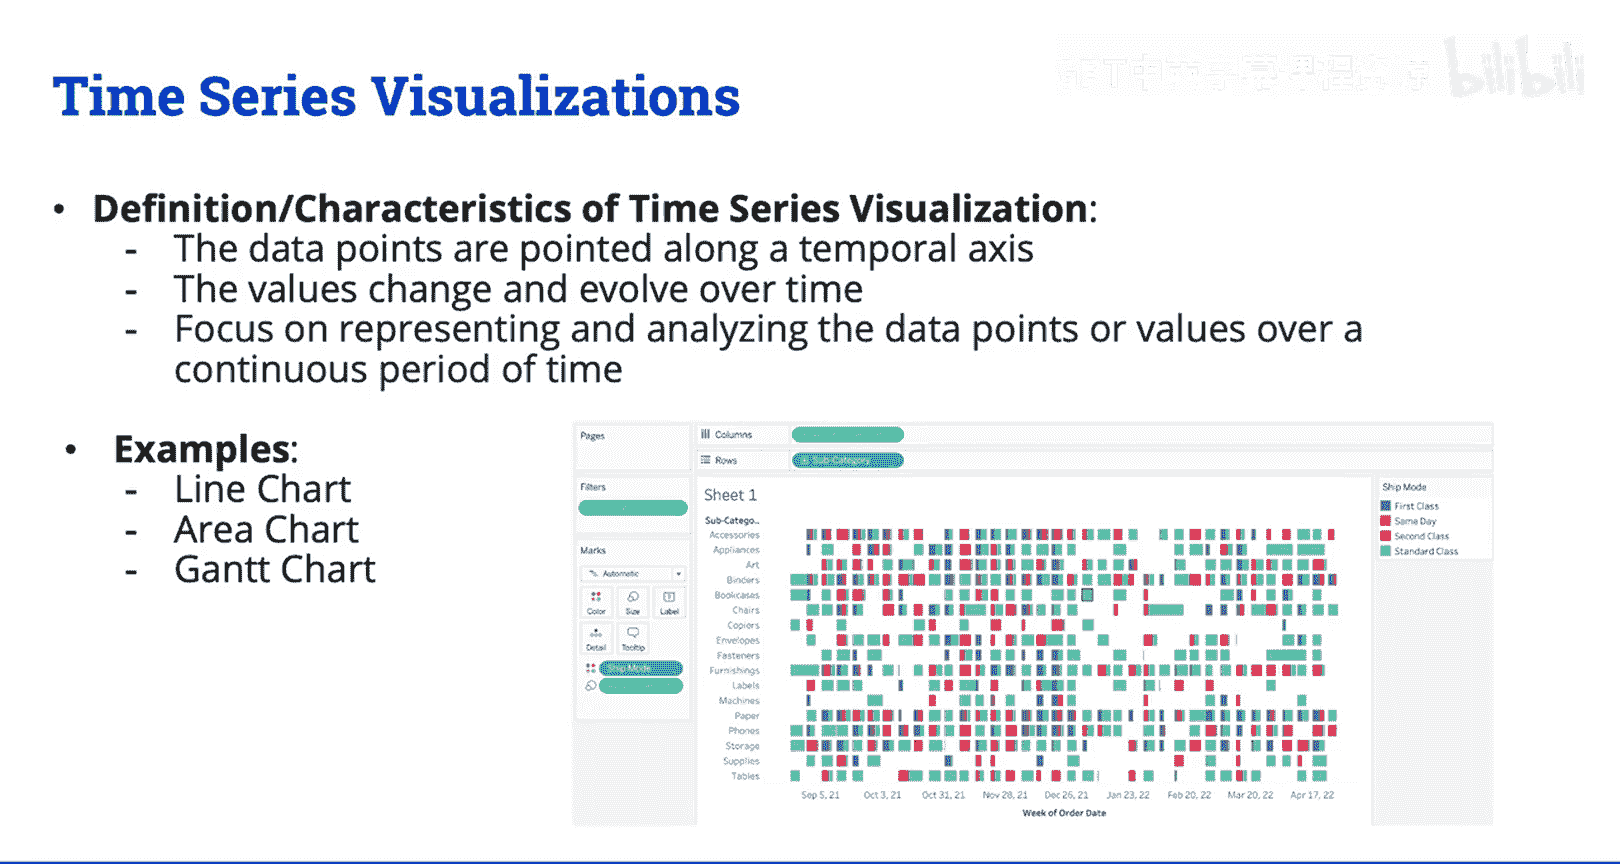 Time Series Visualizations
bilibili
• Definition/Characteristics of Time Series Visualization:
- The data points are pointed along a temporal axis
- The values change and evolve over time
- Focus on representing and analyzing the data points or values over a
continuous period of time
• Examples:
- Line Chart
- Area Chart
- Gantt Chart
Pages
Columns
Rows
Sub-Category
Filters
Marks
Automatic
Color
Size
Label
Detail
Tooltip
Ship Mode
Sheet 1
Sub-Catego..
Accessories
Appliances
Art
Binders
Bookcases
Chairs
Copiers
Envelopes
Fasteners
Furnishings
Labels
Machines
Paper
Phones
Storage
Supplies
Tables
Sep 5, 21 Oct 3, 21 Oct 31, 21 Nov 28, 21 Dec 26, 21 Jan 23, 22 Feb 20, 22 Mar 20, 22 Apr 17, 22
Week of Order Date
Ship Mode
First Class
Same Day
Second Class
Standard Class